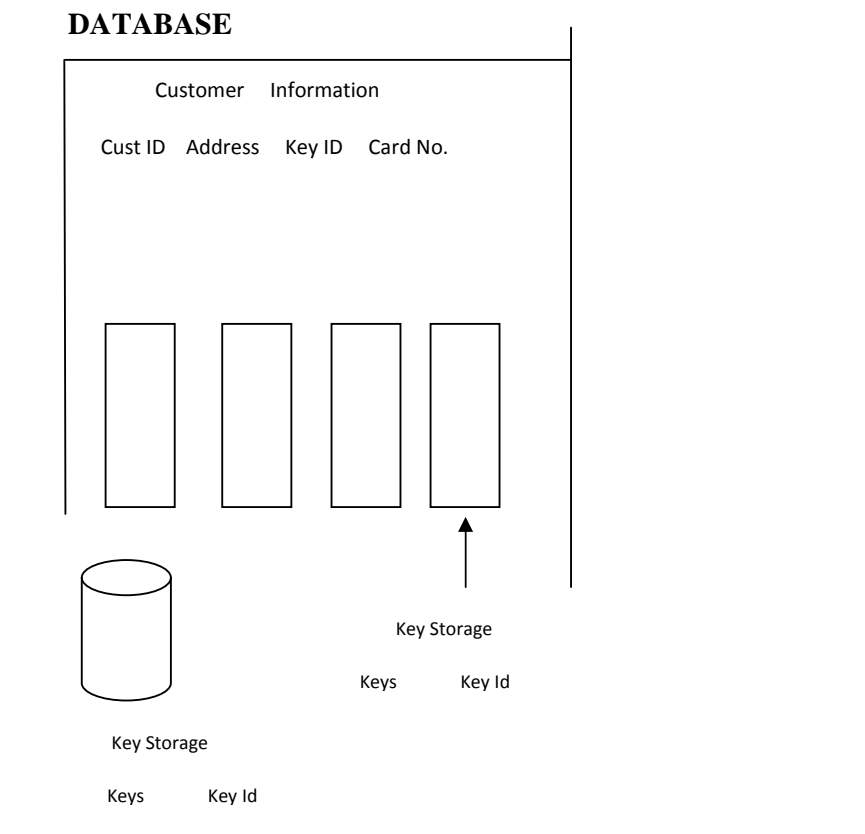 DATABASE
Customer Information
Cust ID Address Key ID Card No.
Key Storage
Keys Key Id
Key Storage
Keys Key Id